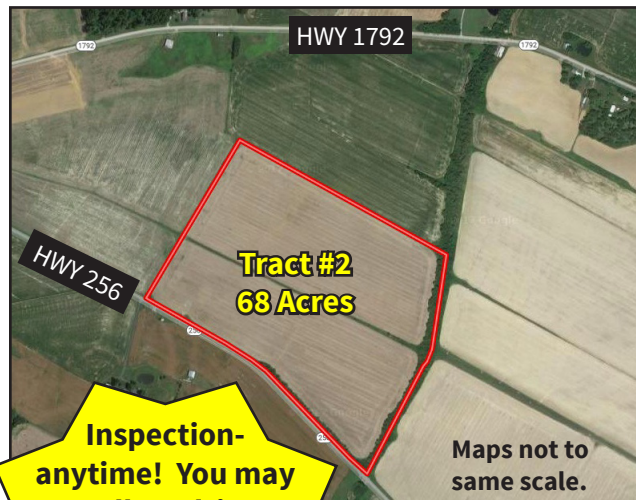 HWY 1792
1792
1792
Tract #2
68 Acres
HWY 256
Inspection-
anytime! You may
Maps not to
same scale.